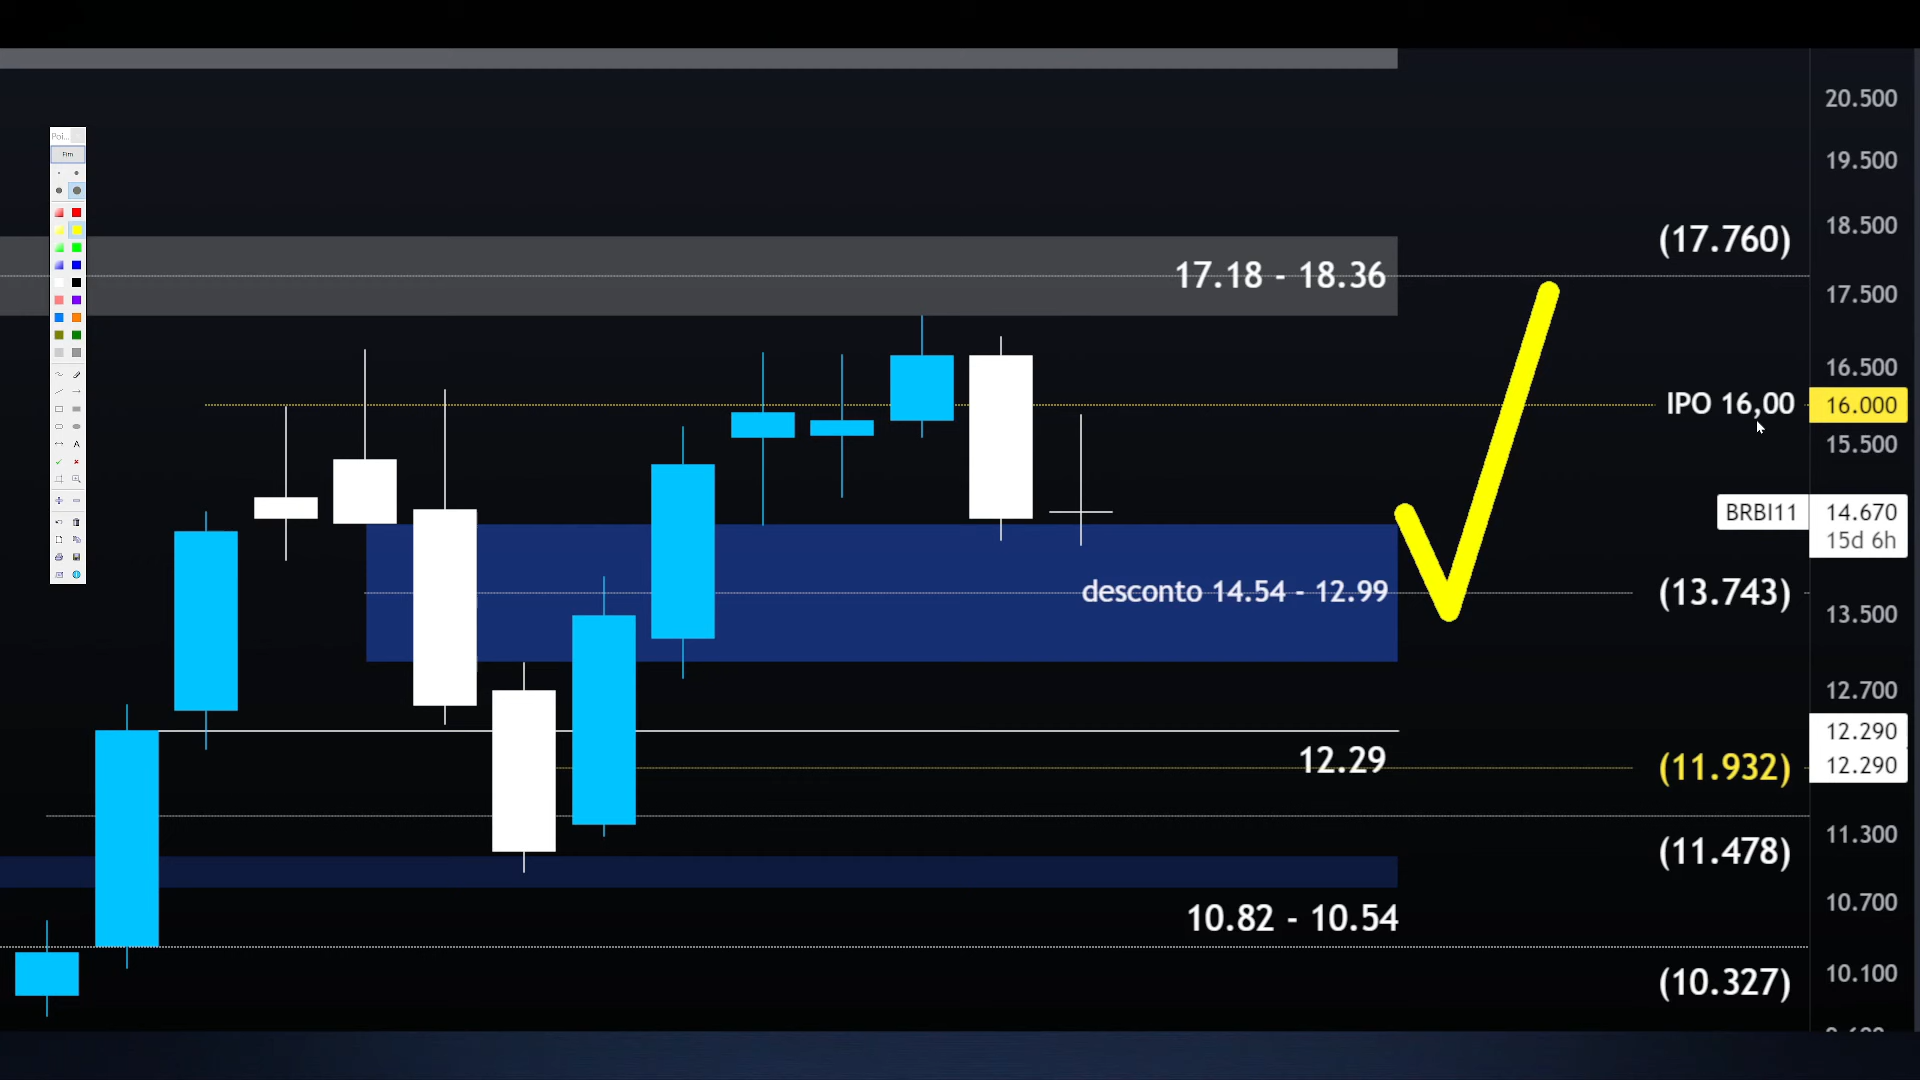 Poi...
Fim
A
20.500
19.500
18.500
(17.760)
17.18 - 18.36
17.500
16.500
IPO 16,00
16.000
15.500
BRBI11
14.670
15d 6h
desconto 14.54 - 12.99
(13.743)
13.500
12.700
12.290
12.29
(11.932)
12.290
11.300
(11.478)
10.700
10.82 - 10.54
10.100
(10.327)